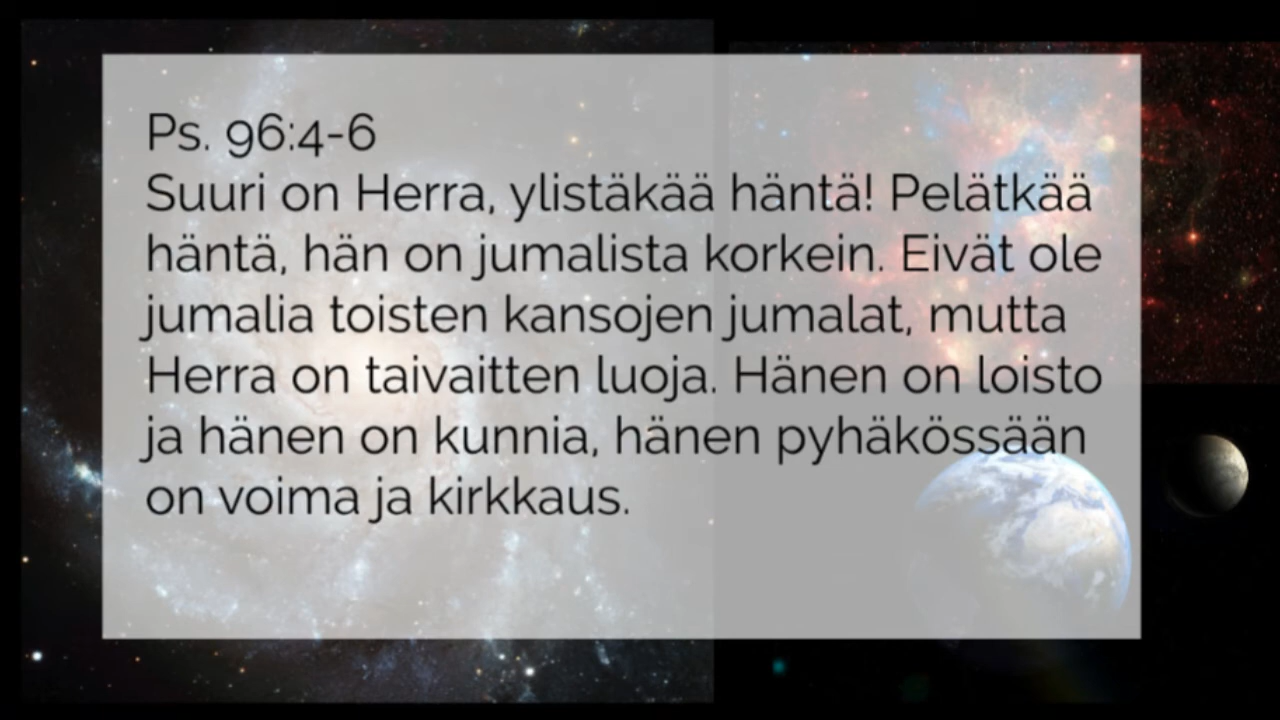 Ps. 96:4-6
Suuri on Herra, ylistäkää häntä! Pelätkää
häntä, hän on jumalista korkein. Eivät ole
jumalia toisten kansojen jumalat, mutta
Herra on taivaitten luoja. Hänen on loisto
ja hänen on kunnia, hänen pyhäkössään
on voima ja kirkkaus.